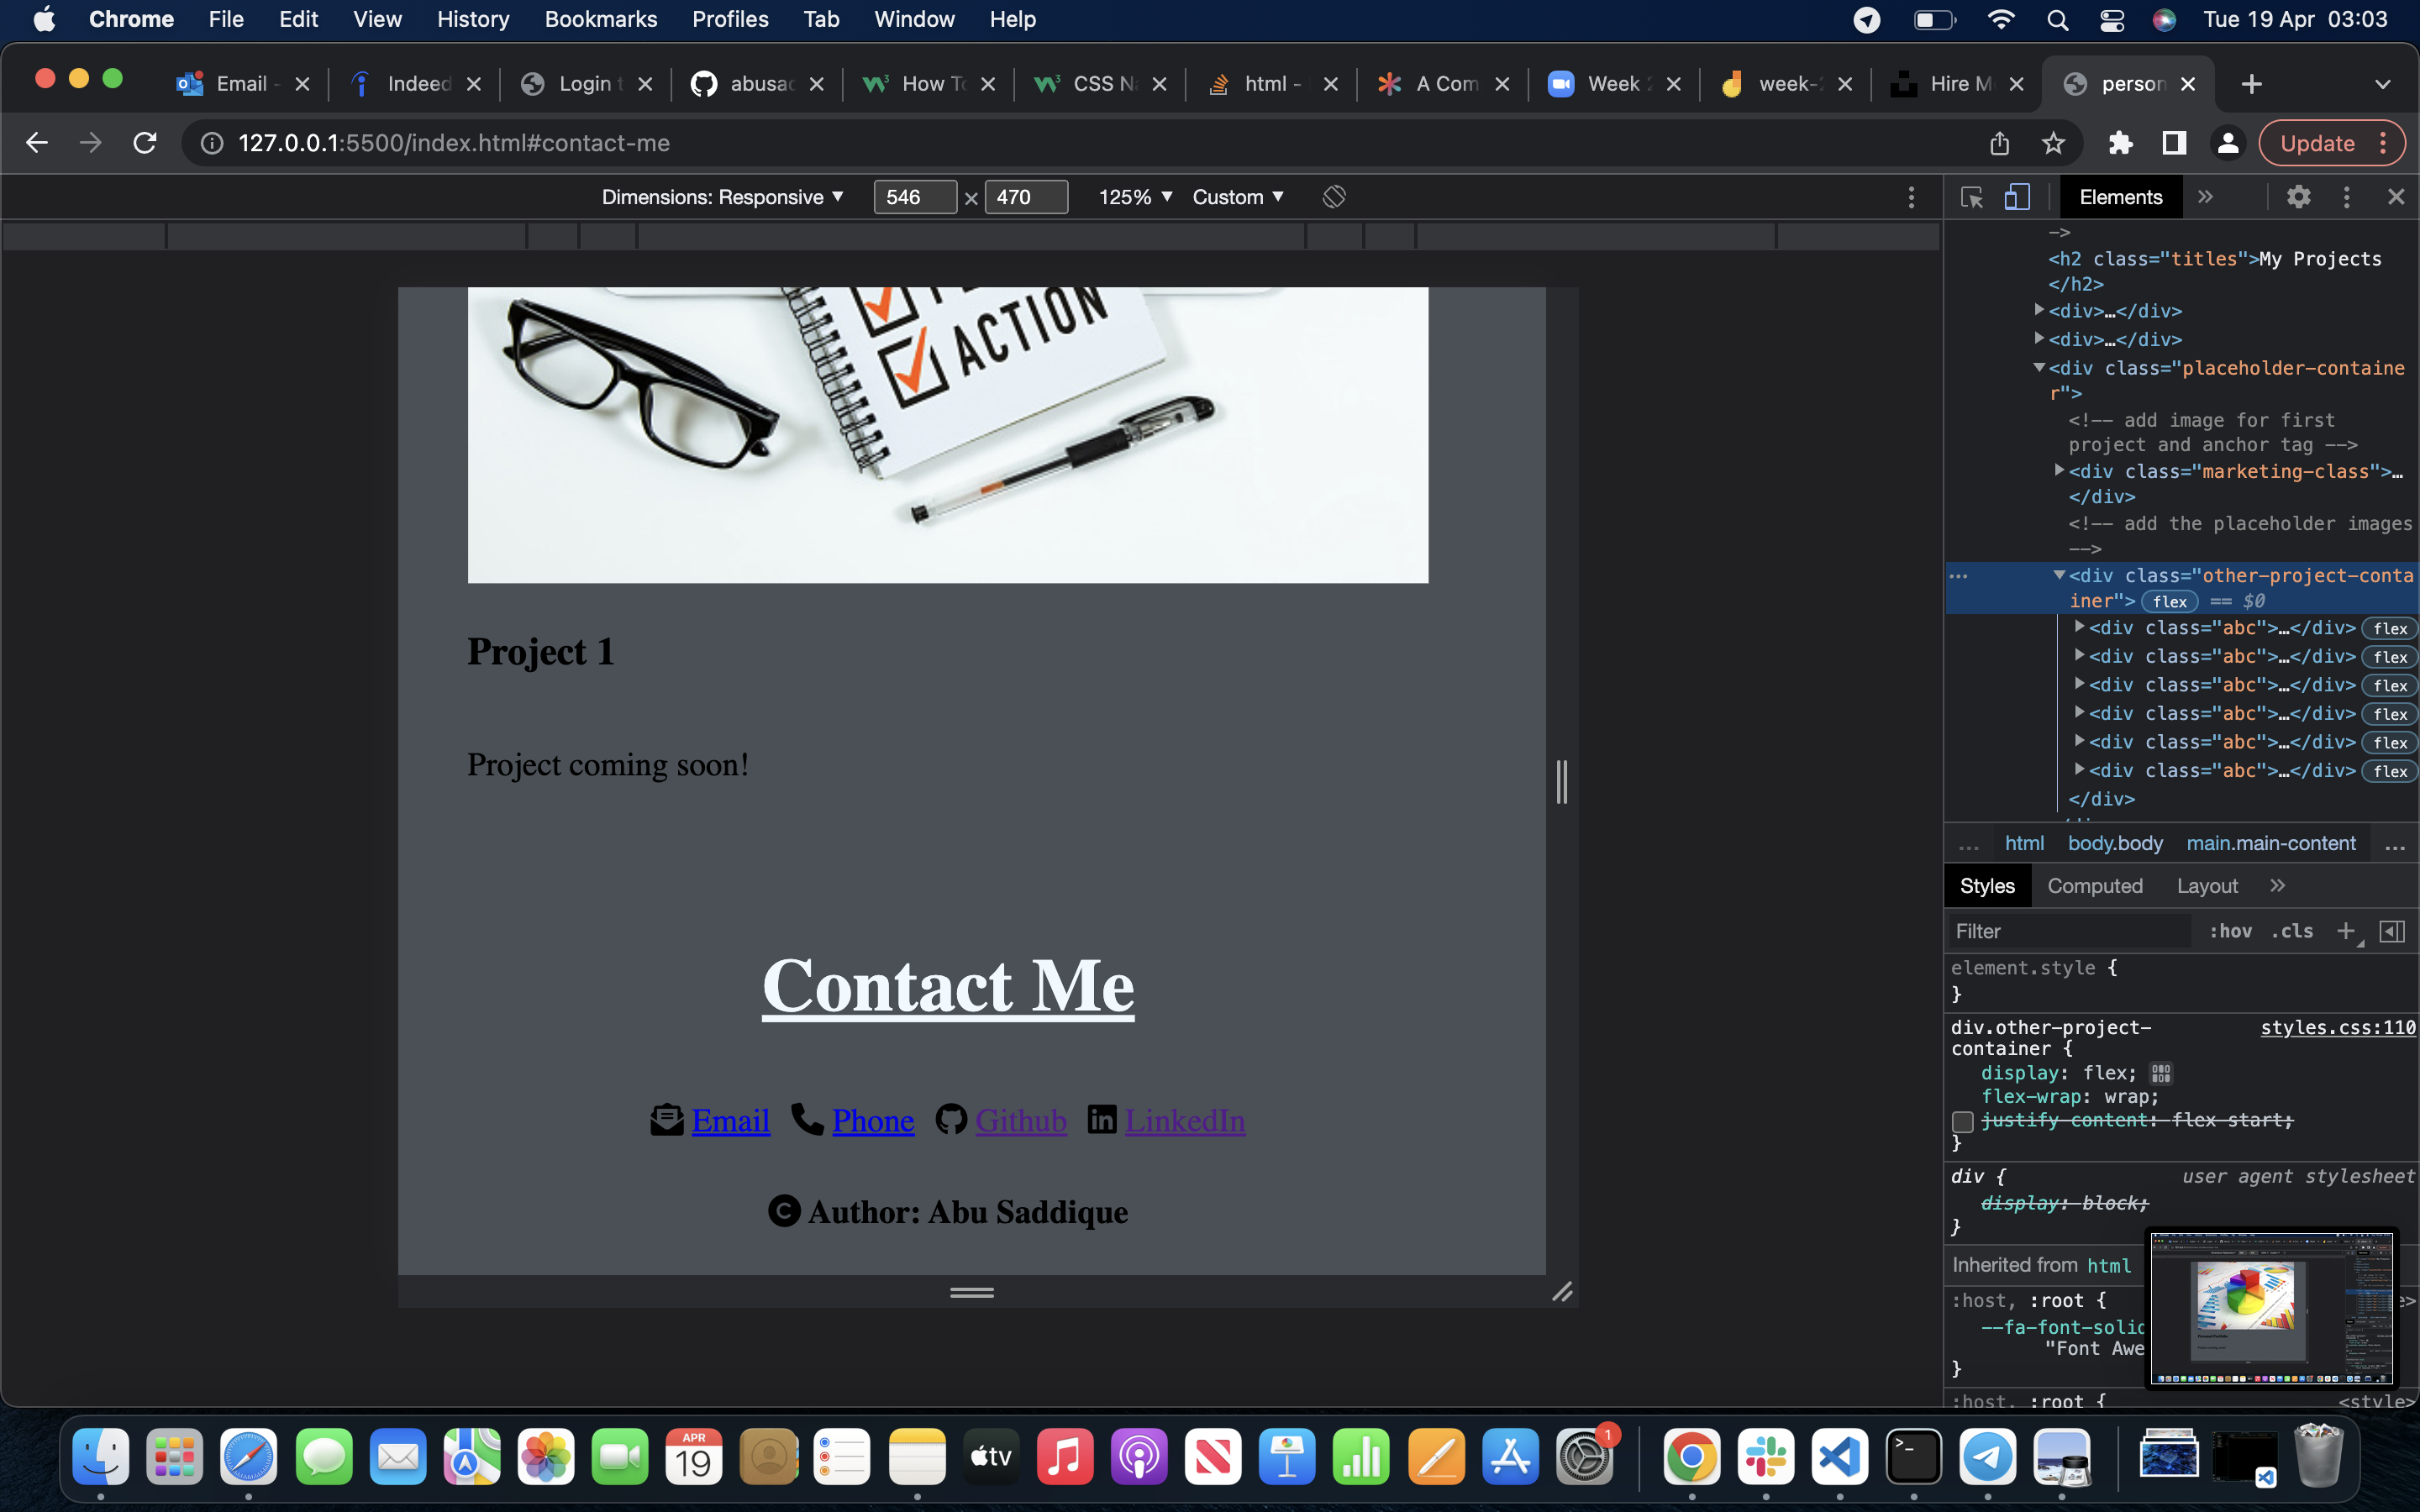 Chrome File Edit View History Bookmarks Profiles Tab Window Help Tue 19 Apr 03:03
Email - Indeed Login t abusac How To CSS N html - A Com Week week-2 Hire M person
127.0.0.1:5500/index.html#contact-me Update
Dimensions: Responsive 546 × 470 125% Custom
Elements
-->
<h2 class="titles">My Projects
</h2>
<div>…</div>
<div>…</div>
<div class="placeholder-containe
r">
<!-- add image for first
project and anchor tag -->
<div class="marketing-class">…
</div>
<!-- add the placeholder images
-->
<div class="other-project-conta
iner"> flex == $0
<div class="abc">…</div> flex
<div class="abc">…</div> flex
<div class="abc">…</div> flex
<div class="abc">…</div> flex
<div class="abc">…</div> flex
<div class="abc">…</div> flex
</div>
… html body.body main.main-content …
Styles Computed Layout
Filter :hov .cls
element.style {
}
div.other-project- styles.css:110
container {
display: flex;
flex-wrap: wrap;
justify content: flex start;
}
div { user agent stylesheet
display: block;
}
Inherited from html
:host, :root {
--fa-font-solid
"Font Awe
}
:host, :root { <style>
ACTION
Project 1
Project coming soon!
Contact Me
Email Phone Github LinkedIn
Author: Abu Saddique
APR
19
tv
1